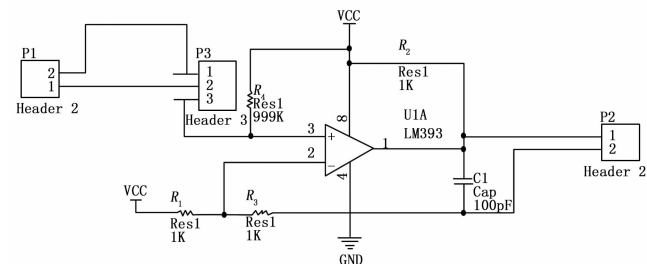 VCC
P1
2
1
Header 2
P3
1
2
3
Header 3
R4
Res1
999K
R2
Res1
1K
U1A
LM393
3
2
8
4
1
+
−
P2
1
2
Header 2
C1
Cap
100pF
VCC
R1
Res1
1K
R3
Res1
1K
GND